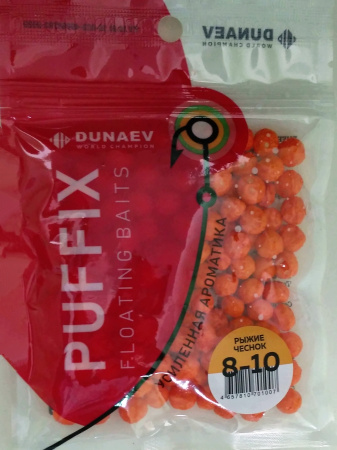 DUNAEV
WORLD CHAMPION
DUNAEV
WORLD CHAMPION
PUFFIX
FLOATING BAITS
УСИЛЕННАЯ АРОМАТИКА
РЫЖИЕ
ЧЕСНОК
8-10